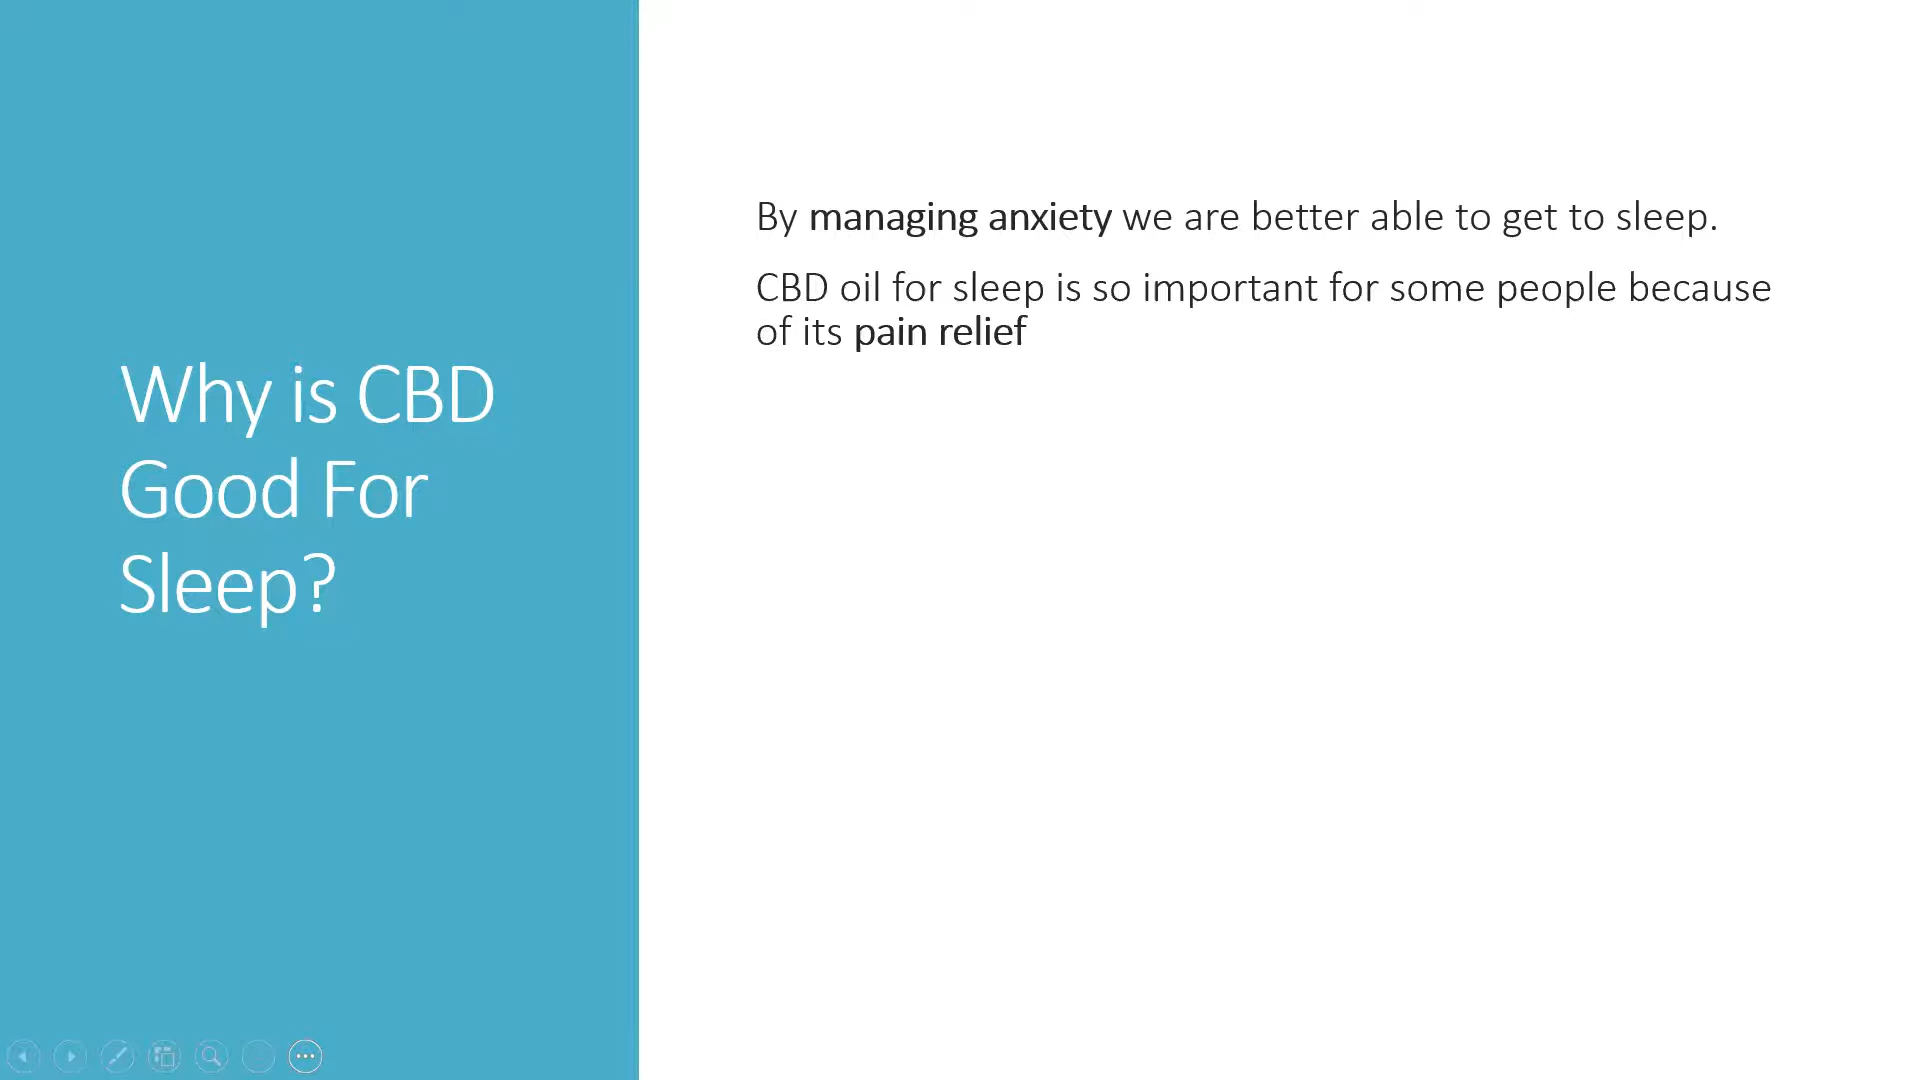 Why is CBD
Good For
Sleep?
By managing anxiety we are better able to get to sleep.
CBD oil for sleep is so important for some people because
of its pain relief